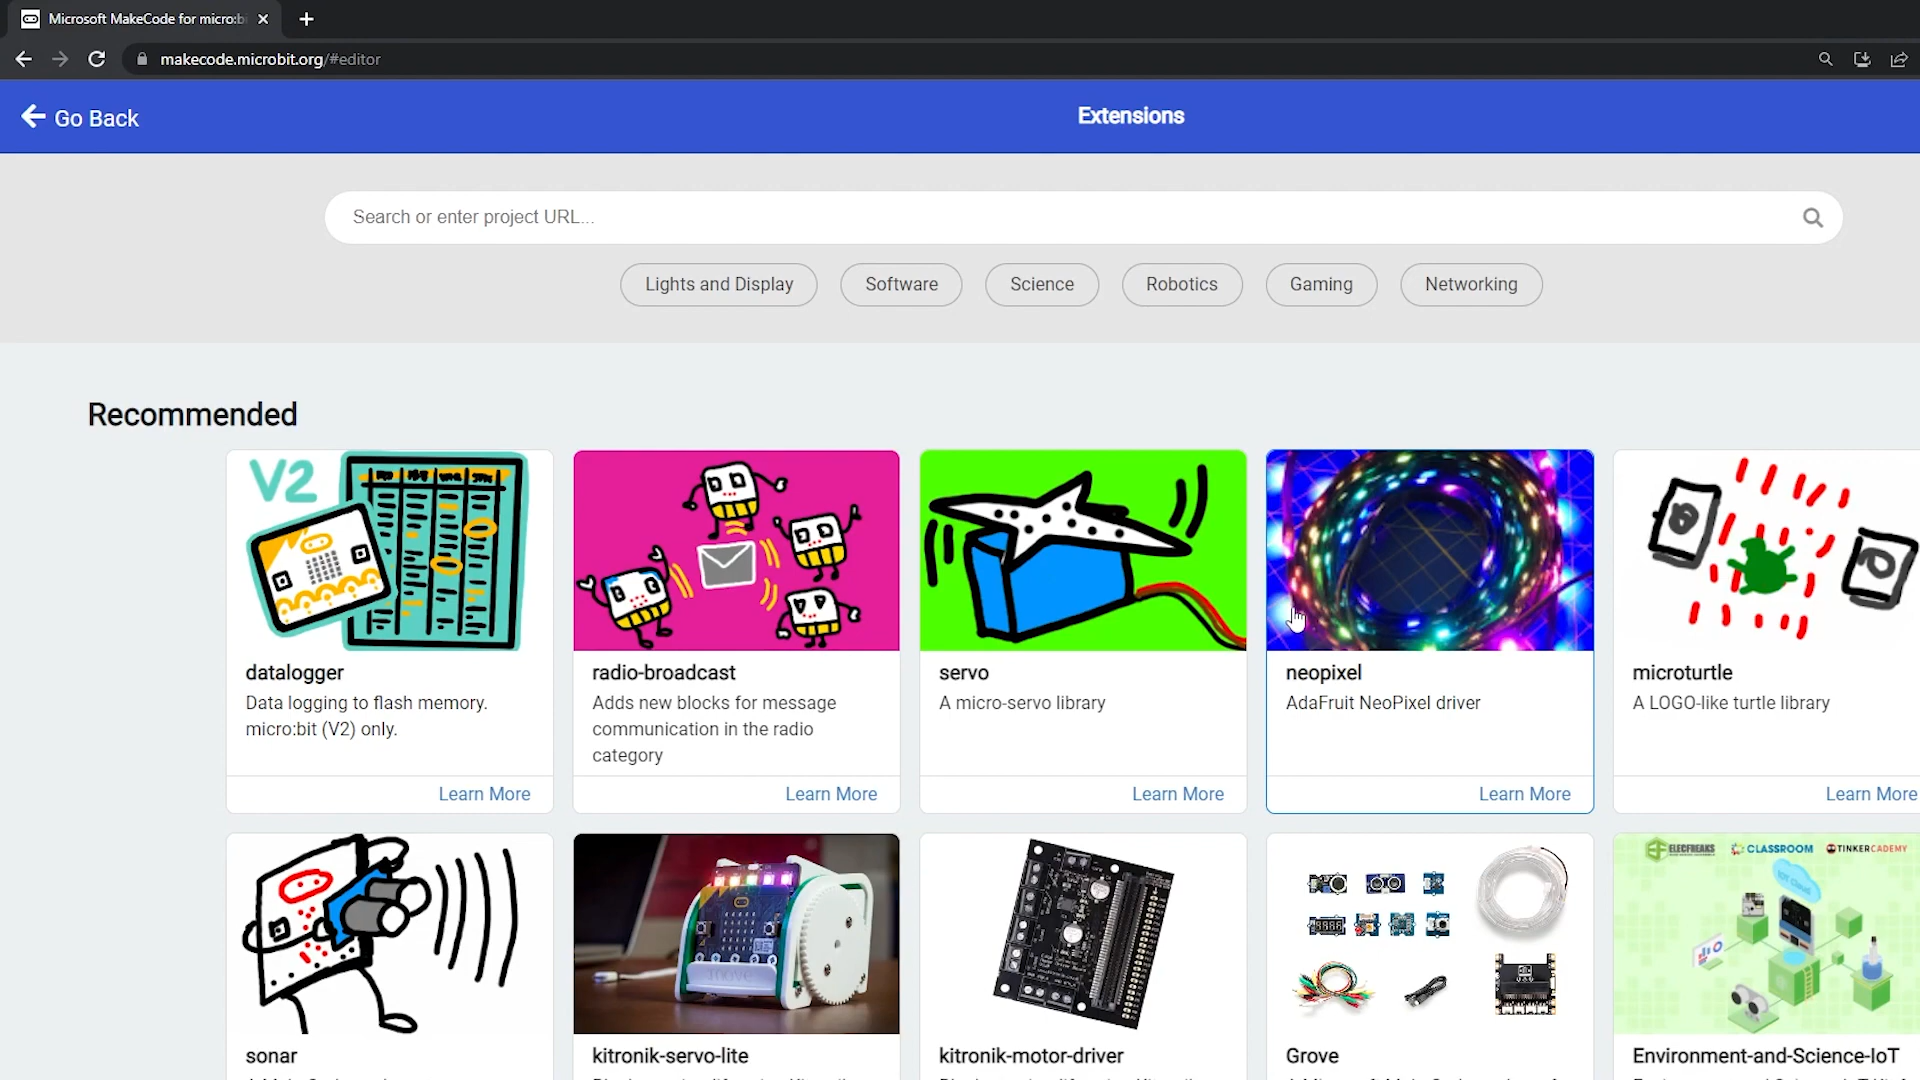 Microsoft MakeCode for micro:bi
makecode.microbit.org/#editor
Go Back
Extensions
Search or enter project URL...
Lights and Display
Software
Science
Robotics
Gaming
Networking
Recommended
V2
datalogger
Data logging to flash memory.
micro:bit (V2) only.
Learn More
radio-broadcast
Adds new blocks for message
communication in the radio
category
Learn More
servo
A micro-servo library
Learn More
neopixel
AdaFruit NeoPixel driver
Learn More
microturtle
A LOGO-like turtle library
Learn More
ELECFREAKS
CLASSROOM
TINKERCADEMY
sonar
kitronik-servo-lite
kitronik-motor-driver
Grove
Environment-and-Science-IoT